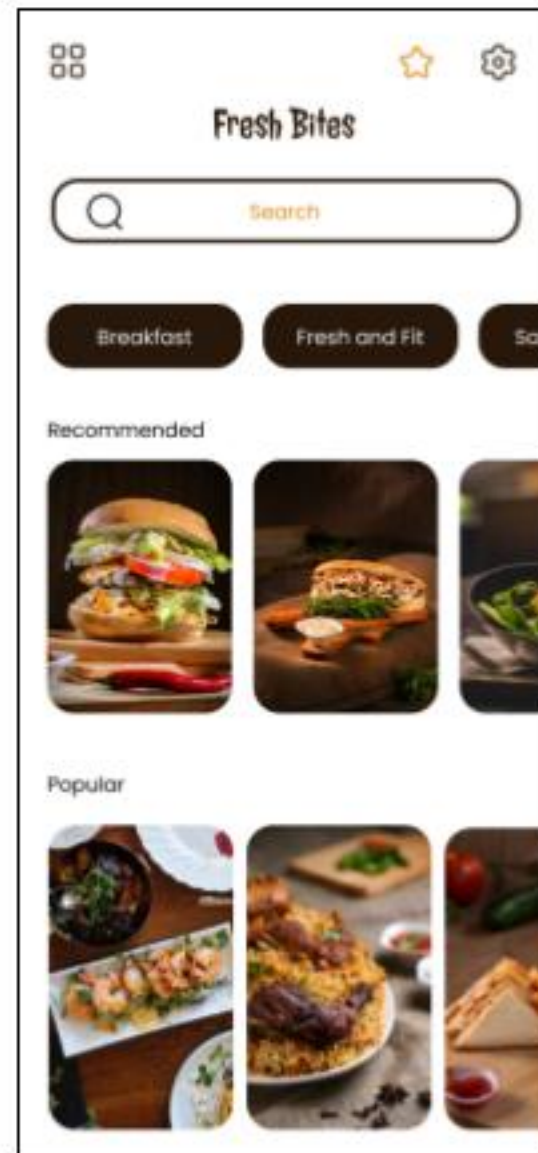 Fresh Bites
Search
Breakfast Fresh and Fit
Recommended
Popular